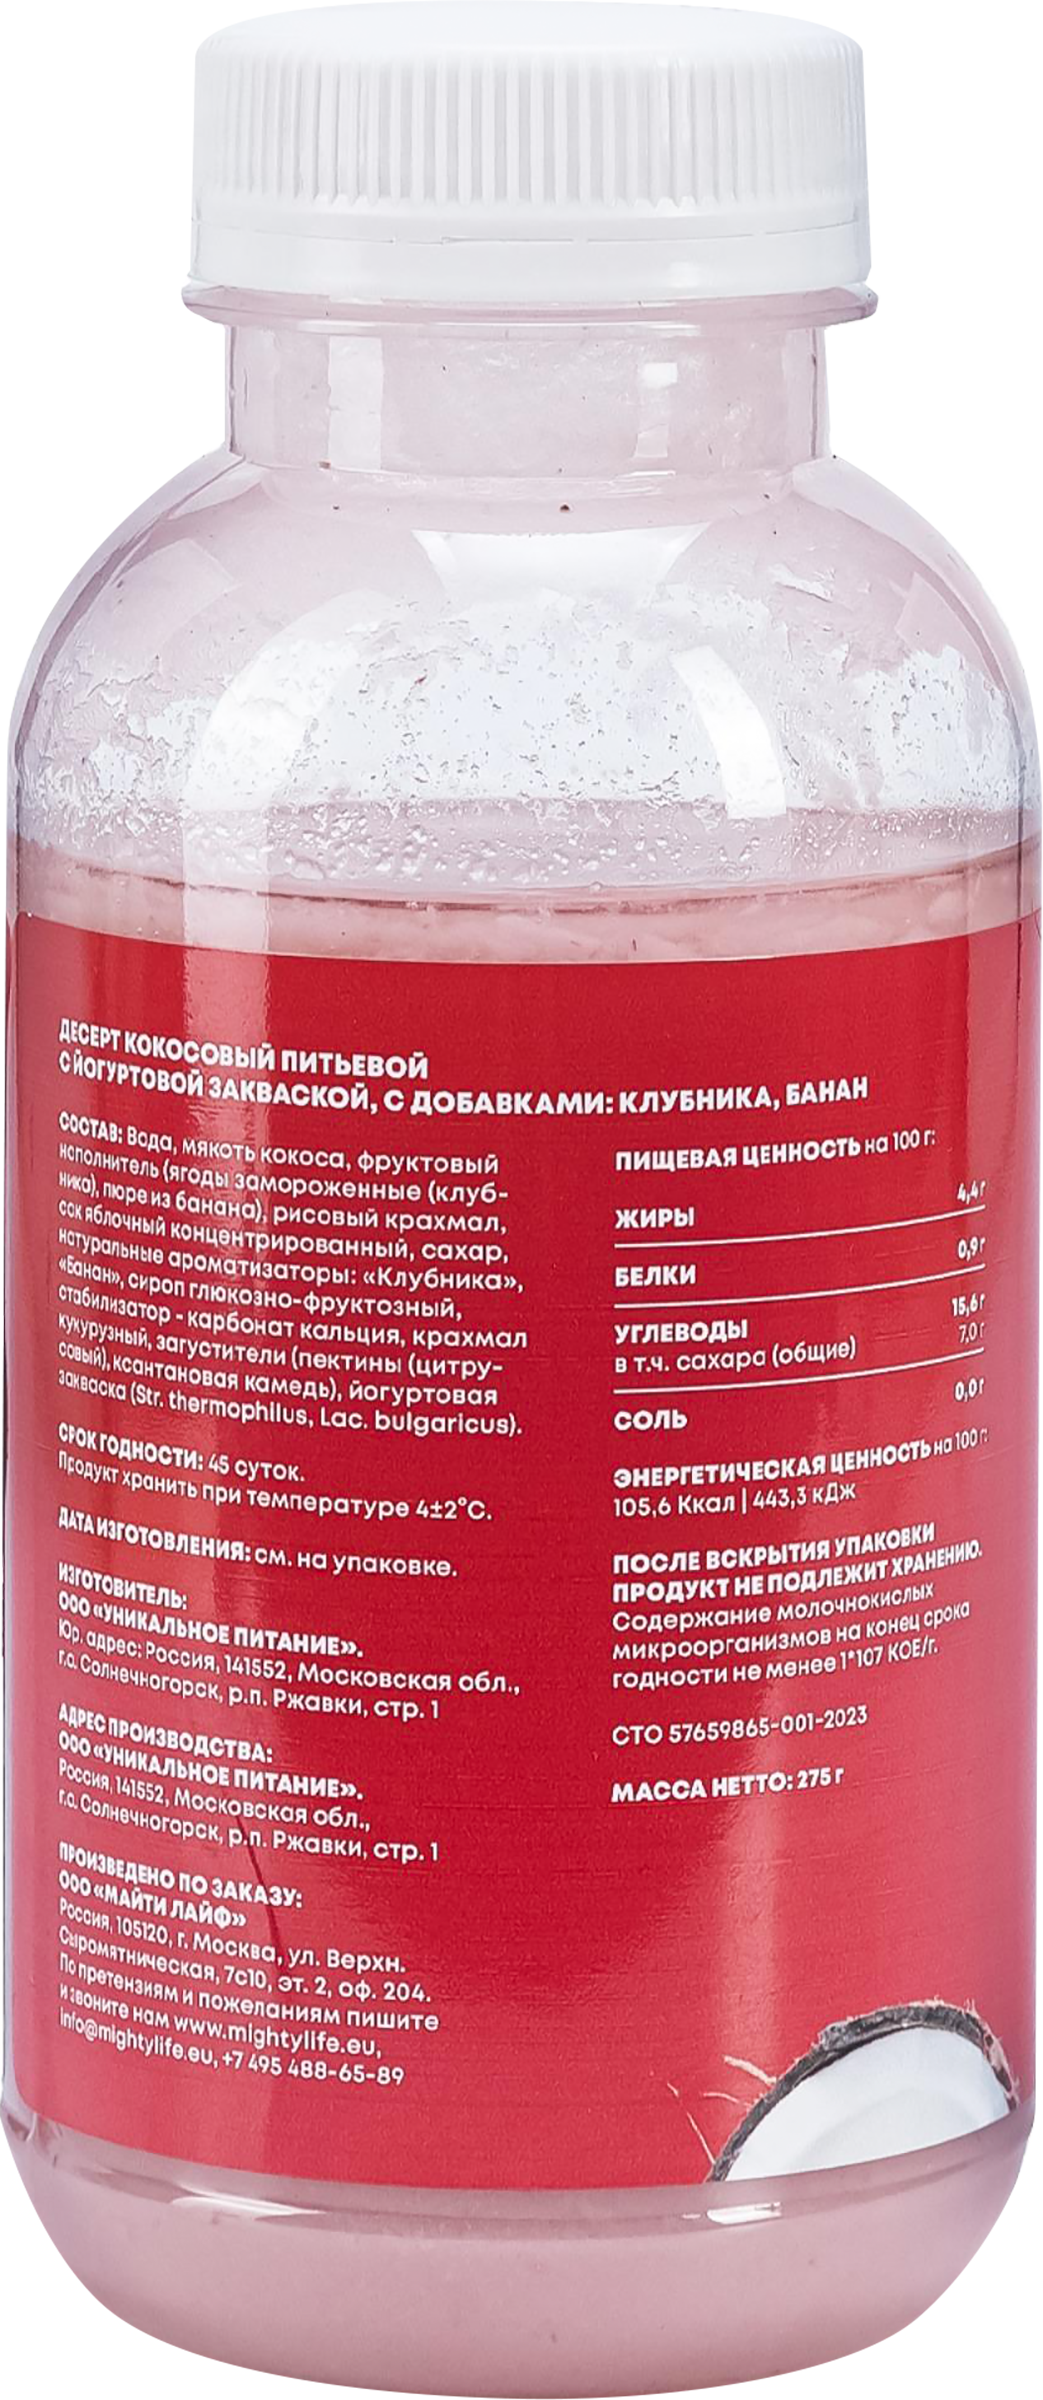 ДЕСЕРТ КОКОСОВЫЙ ПИТЬЕВОЙ
С ЙОГУРТОВОЙ ЗАКВАСКОЙ, С ДОБАВКАМИ: КЛУБНИКА, БАНАН
СОСТАВ: Вода, мякоть кокоса, фруктовый
наполнитель (ягоды замороженные (клуб-
ника), пюре из банана), рисовый крахмал,
сок яблочный концентрированный, сахар,
натуральные ароматизаторы: «Клубника»,
«Банан», сироп глюкозно-фруктозный,
стабилизатор - карбонат кальция, крахмал
кукурузный, загустители (пектины (цитру-
совый), ксантановая камедь), йогуртовая
закваска (Str. thermophilus, Lac. bulgaricus).
СРОК ГОДНОСТИ: 45 суток.
Продукт хранить при температуре 4±2°С.
ДАТА ИЗГОТОВЛЕНИЯ: см. на упаковке.
ИЗГОТОВИТЕЛЬ:
ООО «УНИКАЛЬНОЕ ПИТАНИЕ».
Юр. адрес: Россия, 141552, Московская обл.,
г.о. Солнечногорск, р.п. Ржавки, стр. 1
АДРЕС ПРОИЗВОДСТВА:
ООО «УНИКАЛЬНОЕ ПИТАНИЕ».
Россия, 141552, Московская обл.,
г.о. Солнечногорск, р.п. Ржавки, стр. 1
ПРОИЗВЕДЕНО ПО ЗАКАЗУ:
ООО «МАЙТИ ЛАЙФ»
Россия, 105120, г. Москва, ул. Верхн.
Сыромятническая, 7с10, эт. 2, оф. 204.
По претензиям и пожеланиям пишите
и звоните нам www.mightylife.eu,
info@mightylife.eu, +7 495 488-65-89
ПИЩЕВАЯ ЦЕННОСТЬ на 100 г:
ЖИРЫ 4,4 г
БЕЛКИ 0,9 г
УГЛЕВОДЫ 15,6 г
в т.ч. сахара (общие) 7,0 г
СОЛЬ 0,0 г
ЭНЕРГЕТИЧЕСКАЯ ЦЕННОСТЬ на 100 г:
105,6 Ккал | 443,3 кДж
ПОСЛЕ ВСКРЫТИЯ УПАКОВКИ
ПРОДУКТ НЕ ПОДЛЕЖИТ ХРАНЕНИЮ.
Содержание молочнокислых
микроорганизмов на конец срока
годности не менее 1*107 КОЕ/г.
СТО 57659865-001-2023
МАССА НЕТТО: 275 г